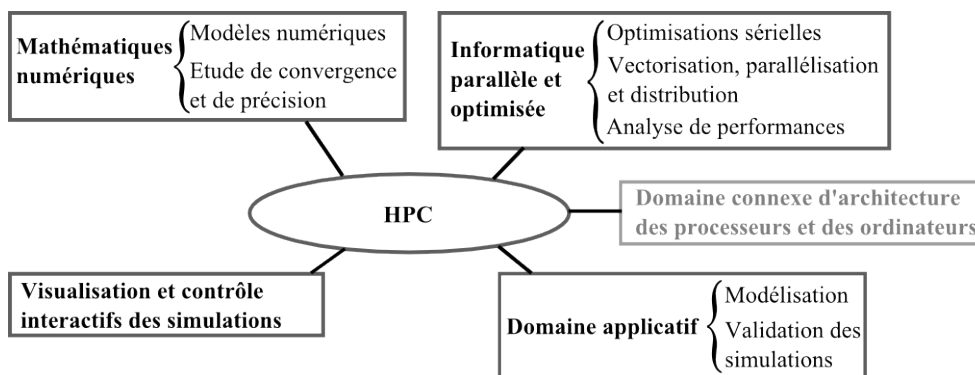 Mathématiques
numériques
Modèles numériques
Etude de convergence
et de précision
Informatique
parallèle et
optimisée
Optimisations sérielles
Vectorisation, parallélisation
et distribution
Analyse de performances
HPC
Domaine connexe d'architecture
des processeurs et des ordinateurs
Visualisation et contrôle
interactifs des simulations
Domaine applicatif
Modélisation
Validation des
simulations